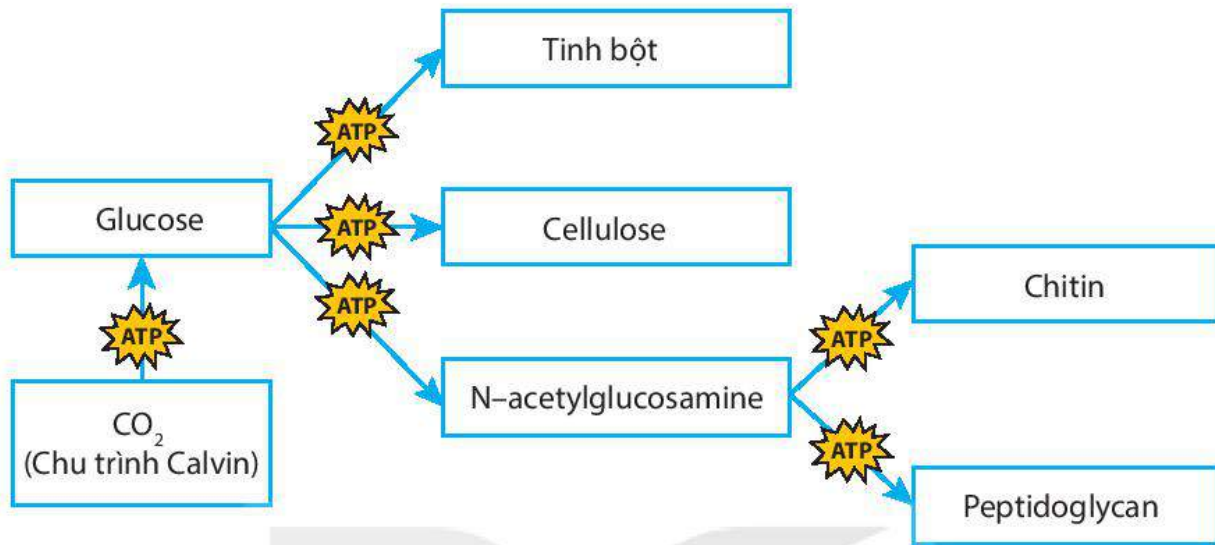 Tinh bột
ATP
Glucose
ATP
Cellulose
ATP
Chitin
ATP
ATP
N–acetylglucosamine
CO₂
(Chu trình Calvin)
ATP
Peptidoglycan